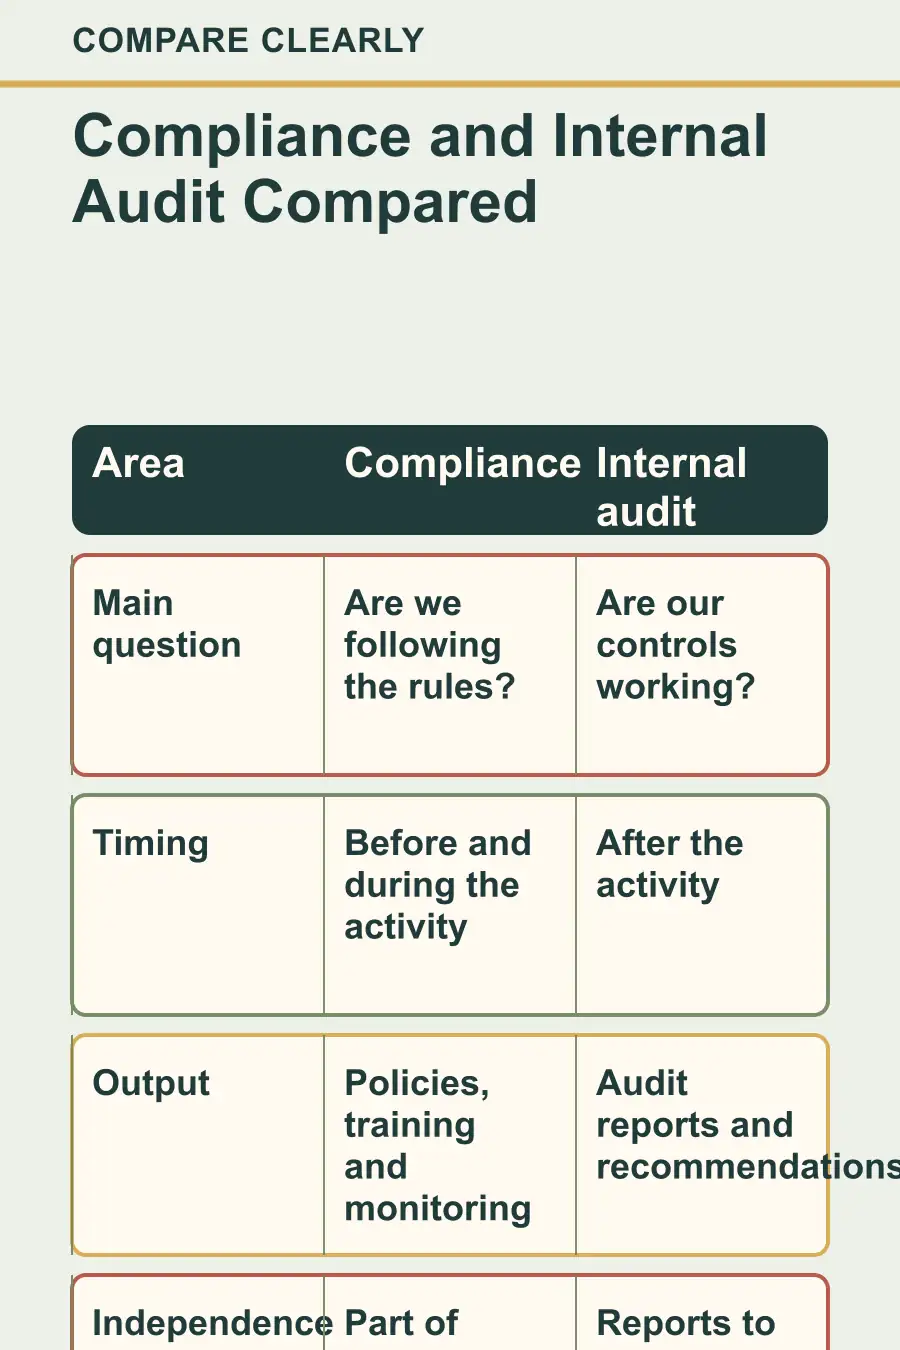 COMPARE CLEARLY
Compliance and Internal
Audit Compared
Area
Compliance
Internal
audit
Main
question
Are we
following
the rules?
Are our
controls
working?
Timing
Before and
during the
activity
After the
activity
Output
Policies,
training
and
monitoring
Audit
reports and
recommendations
Independence
Part of
Reports to